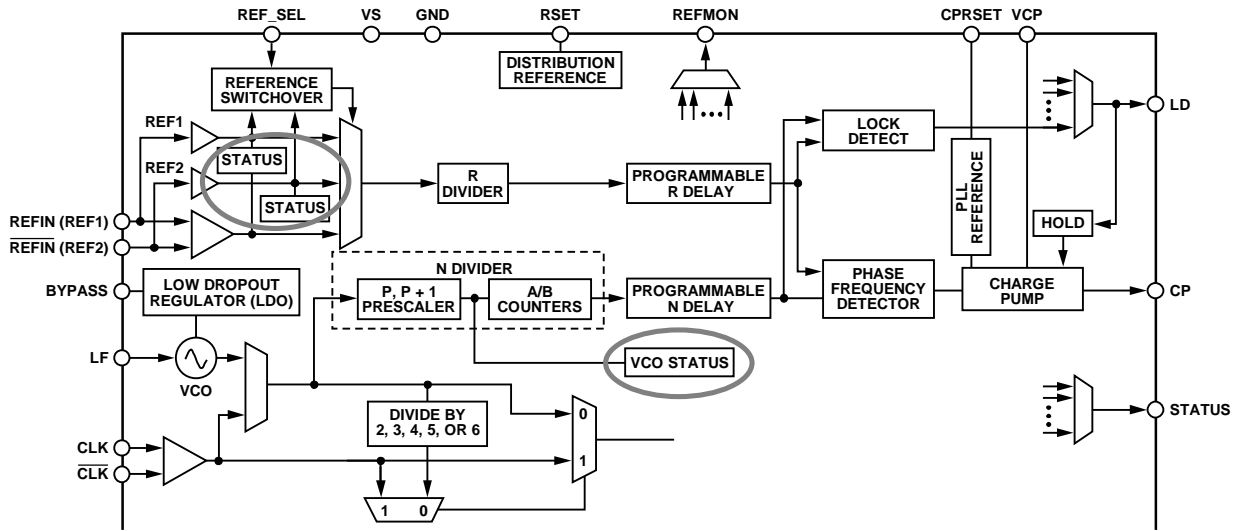 REF_SEL
VS
GND
RSET
REFMON
CPRSET
VCP
DISTRIBUTION
REFERENCE
REFERENCE
SWITCHOVER
REF1
STATUS
REF2
STATUS
REFIN (REF1)
REFIN (REF2)
BYPASS
LF
CLK
CLK
R
DIVIDER
PROGRAMMABLE
R DELAY
LOCK
DETECT
LD
PLL
REFERENCE
HOLD
N DIVIDER
P, P + 1
PRESCALER
A/B
COUNTERS
PROGRAMMABLE
N DELAY
PHASE
FREQUENCY
DETECTOR
CHARGE
PUMP
CP
LOW DROPOUT
REGULATOR (LDO)
VCO
VCO STATUS
DIVIDE BY
2, 3, 4, 5, OR 6
0
1
1 0
STATUS